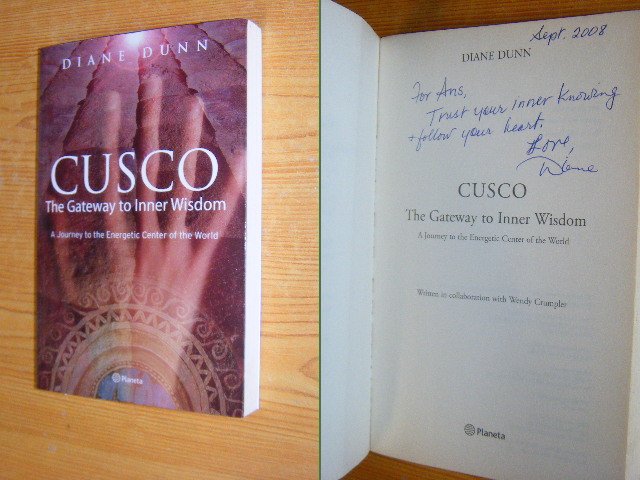 DIANE DUNN
CUSCO
The Gateway to Inner Wisdom
A Journey to the Energetic Center of the World
Planeta
Sept. 2008
DIANE DUNN
For Ans,
Trust your inner knowing
+ follow your heart.
Love,
Diane
CUSCO
The Gateway to Inner Wisdom
A Journey to the Energetic Center of the World
Written in collaboration with Wendy Crumpler
Planeta